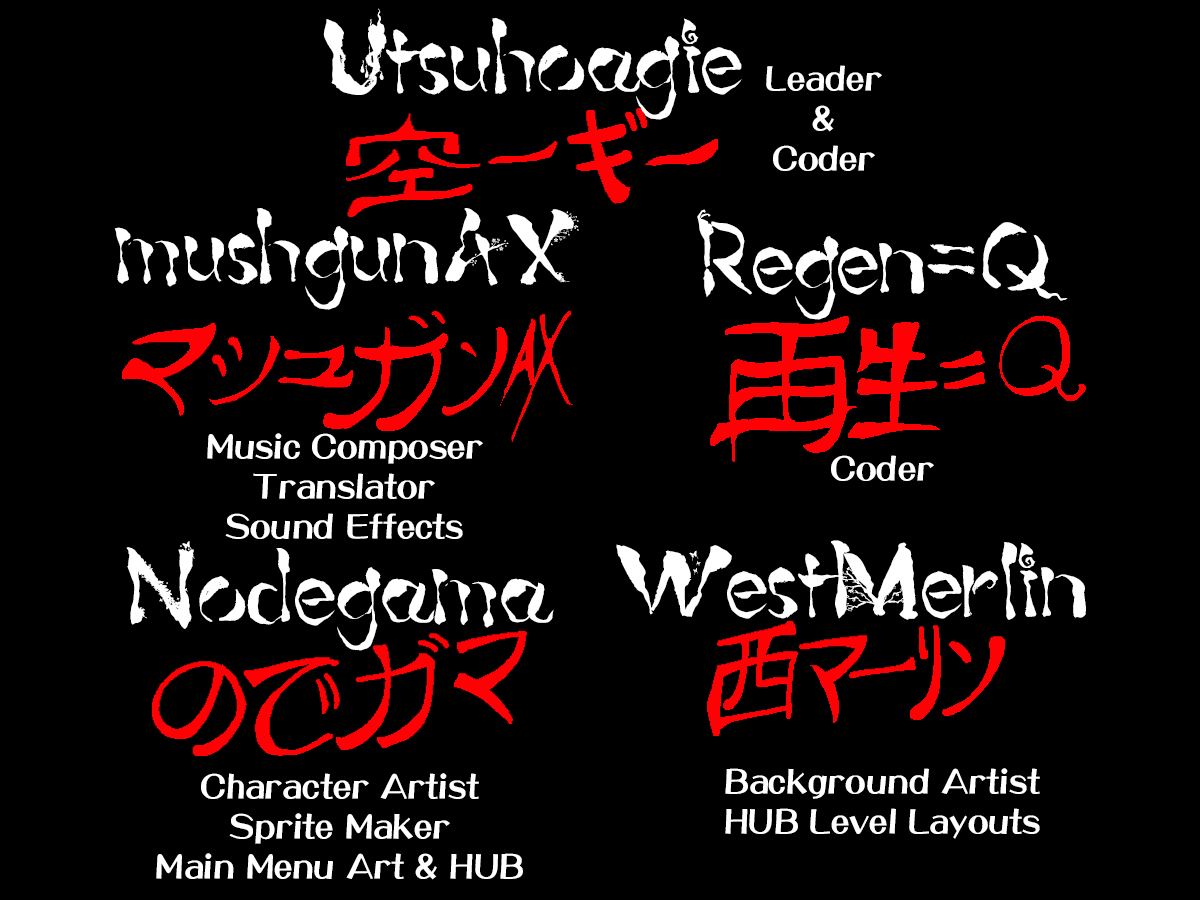 Utsuhoagie
Leader
&
Coder
空ーギー
mushgunAX
マッシュガンAX
Music Composer
Translator
Sound Effects
Regen=Q
再生=Q
Coder
Nodegama
のでガマ
Character Artist
Sprite Maker
Main Menu Art & HUB
WestMerlin
西マーリン
Background Artist
HUB Level Layouts